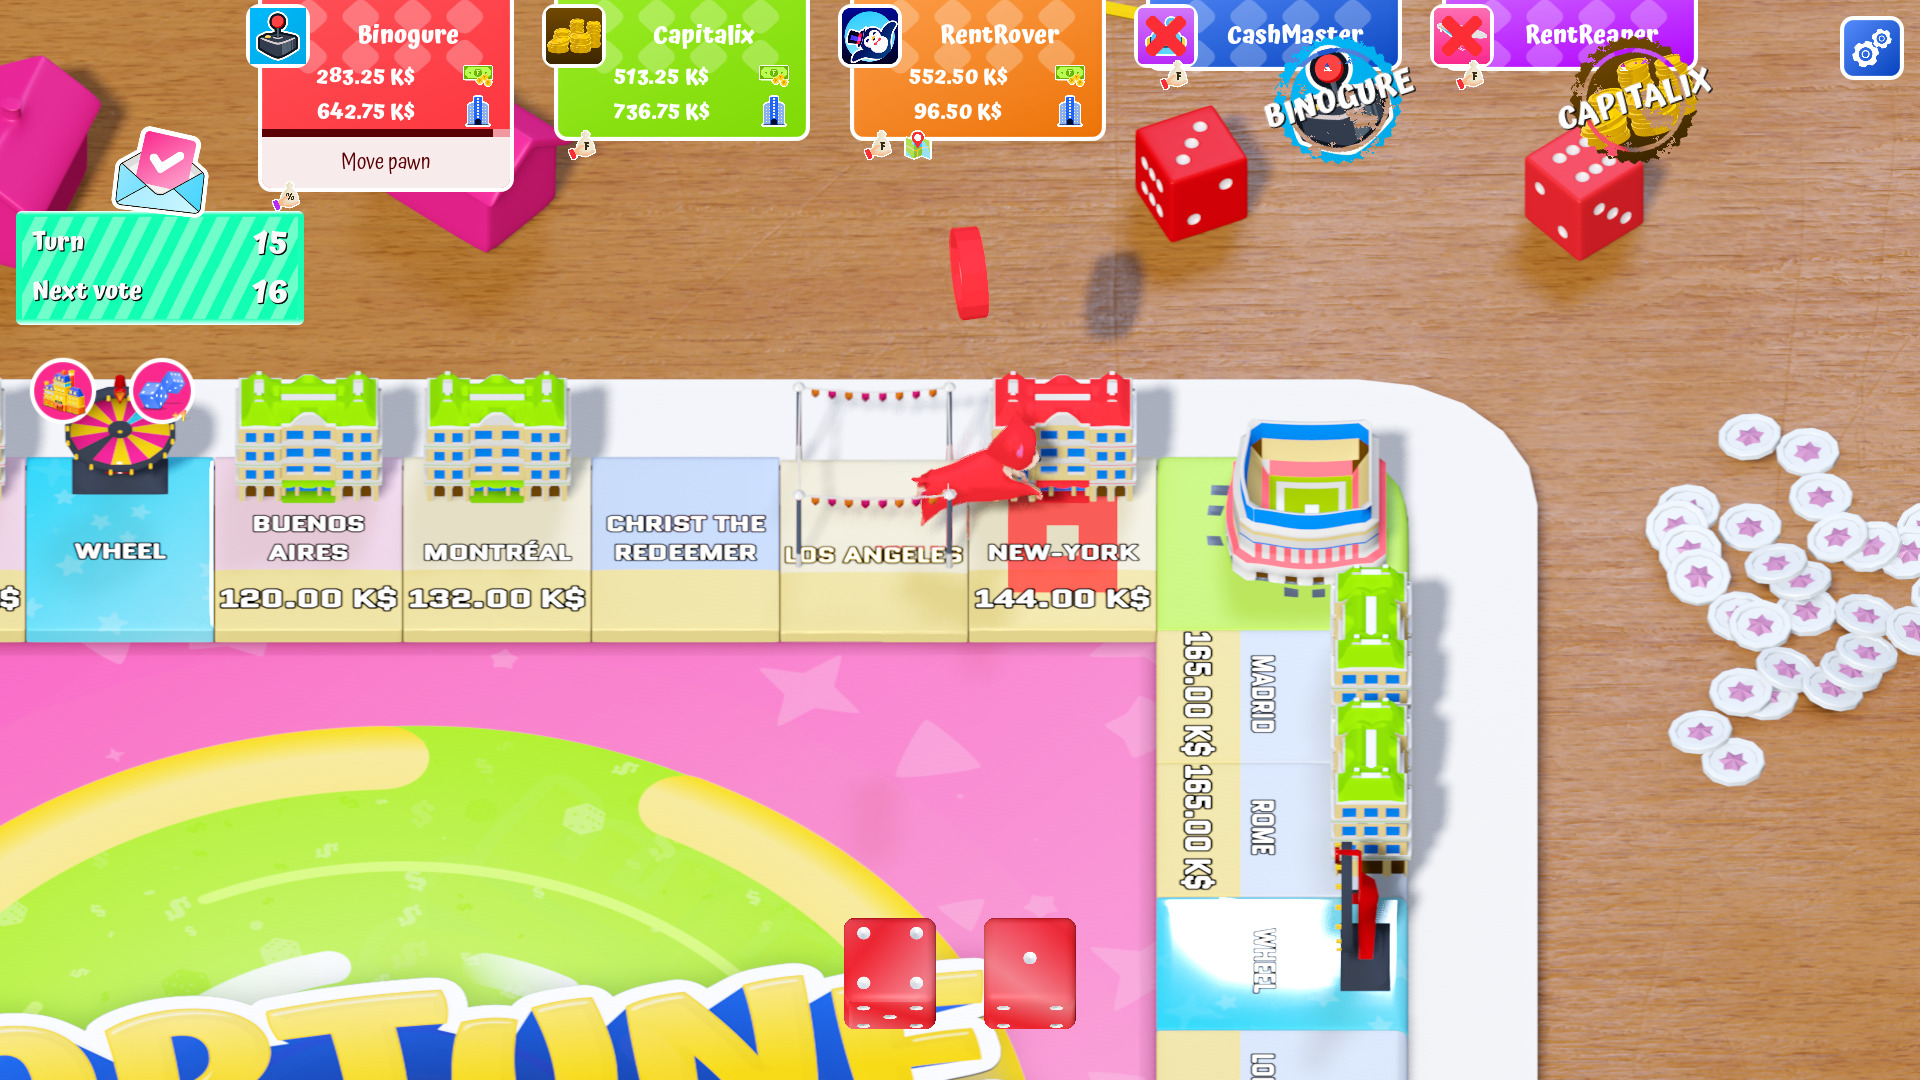 Binogure
283.25 K$
642.75 K$
Move pawn
%
Capitalix
513.25 K$
736.75 K$
F
RentRover
552.50 K$
96.50 K$
F
CashMaster
F
BINOGURE
RentReaper
F
CAPITALIX
Turn 15
Next vote 16
$
WHEEL
BUENOS
AIRES
120.00 K$
MONTRÉAL
132.00 K$
CHRIST THE
REDEEMER
LOS ANGELES
NEW-YORK
144.00 K$
MADRID
165.00 K$
ROME
165.00 K$
WHEEL
LO
ORTUNE